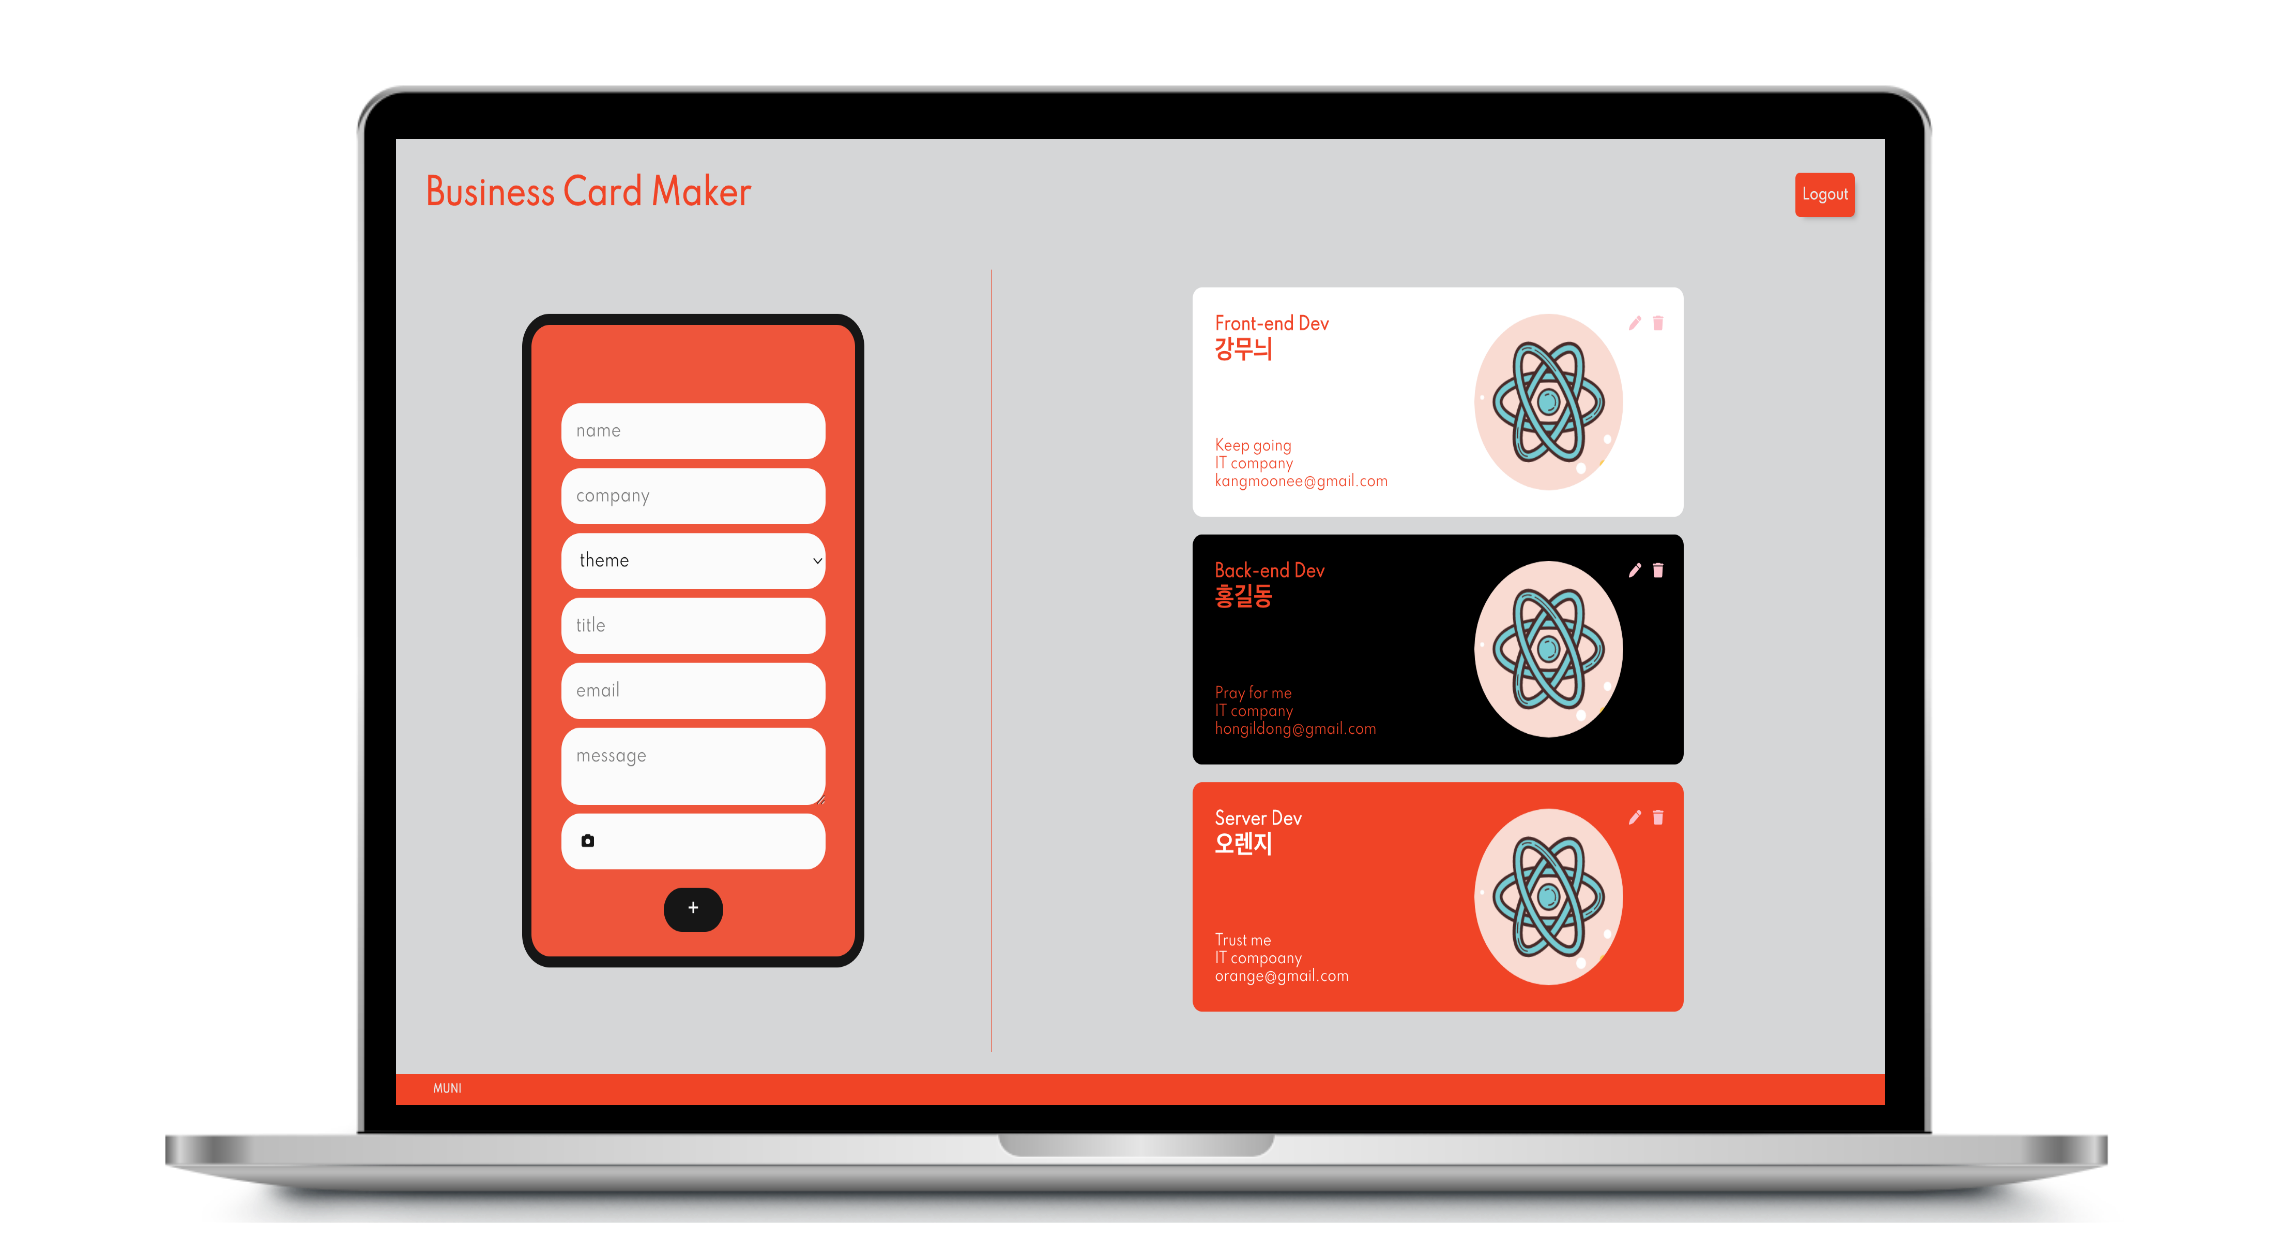 Business Card Maker
Logout
name
company
theme
title
email
message
+
Front-end Dev
강무늬
Keep going
IT company
kangmoonee@gmail.com
Back-end Dev
홍길동
Pray for me
IT company
hongildong@gmail.com
Server Dev
오렌지
Trust me
IT compoany
orange@gmail.com
MUNI